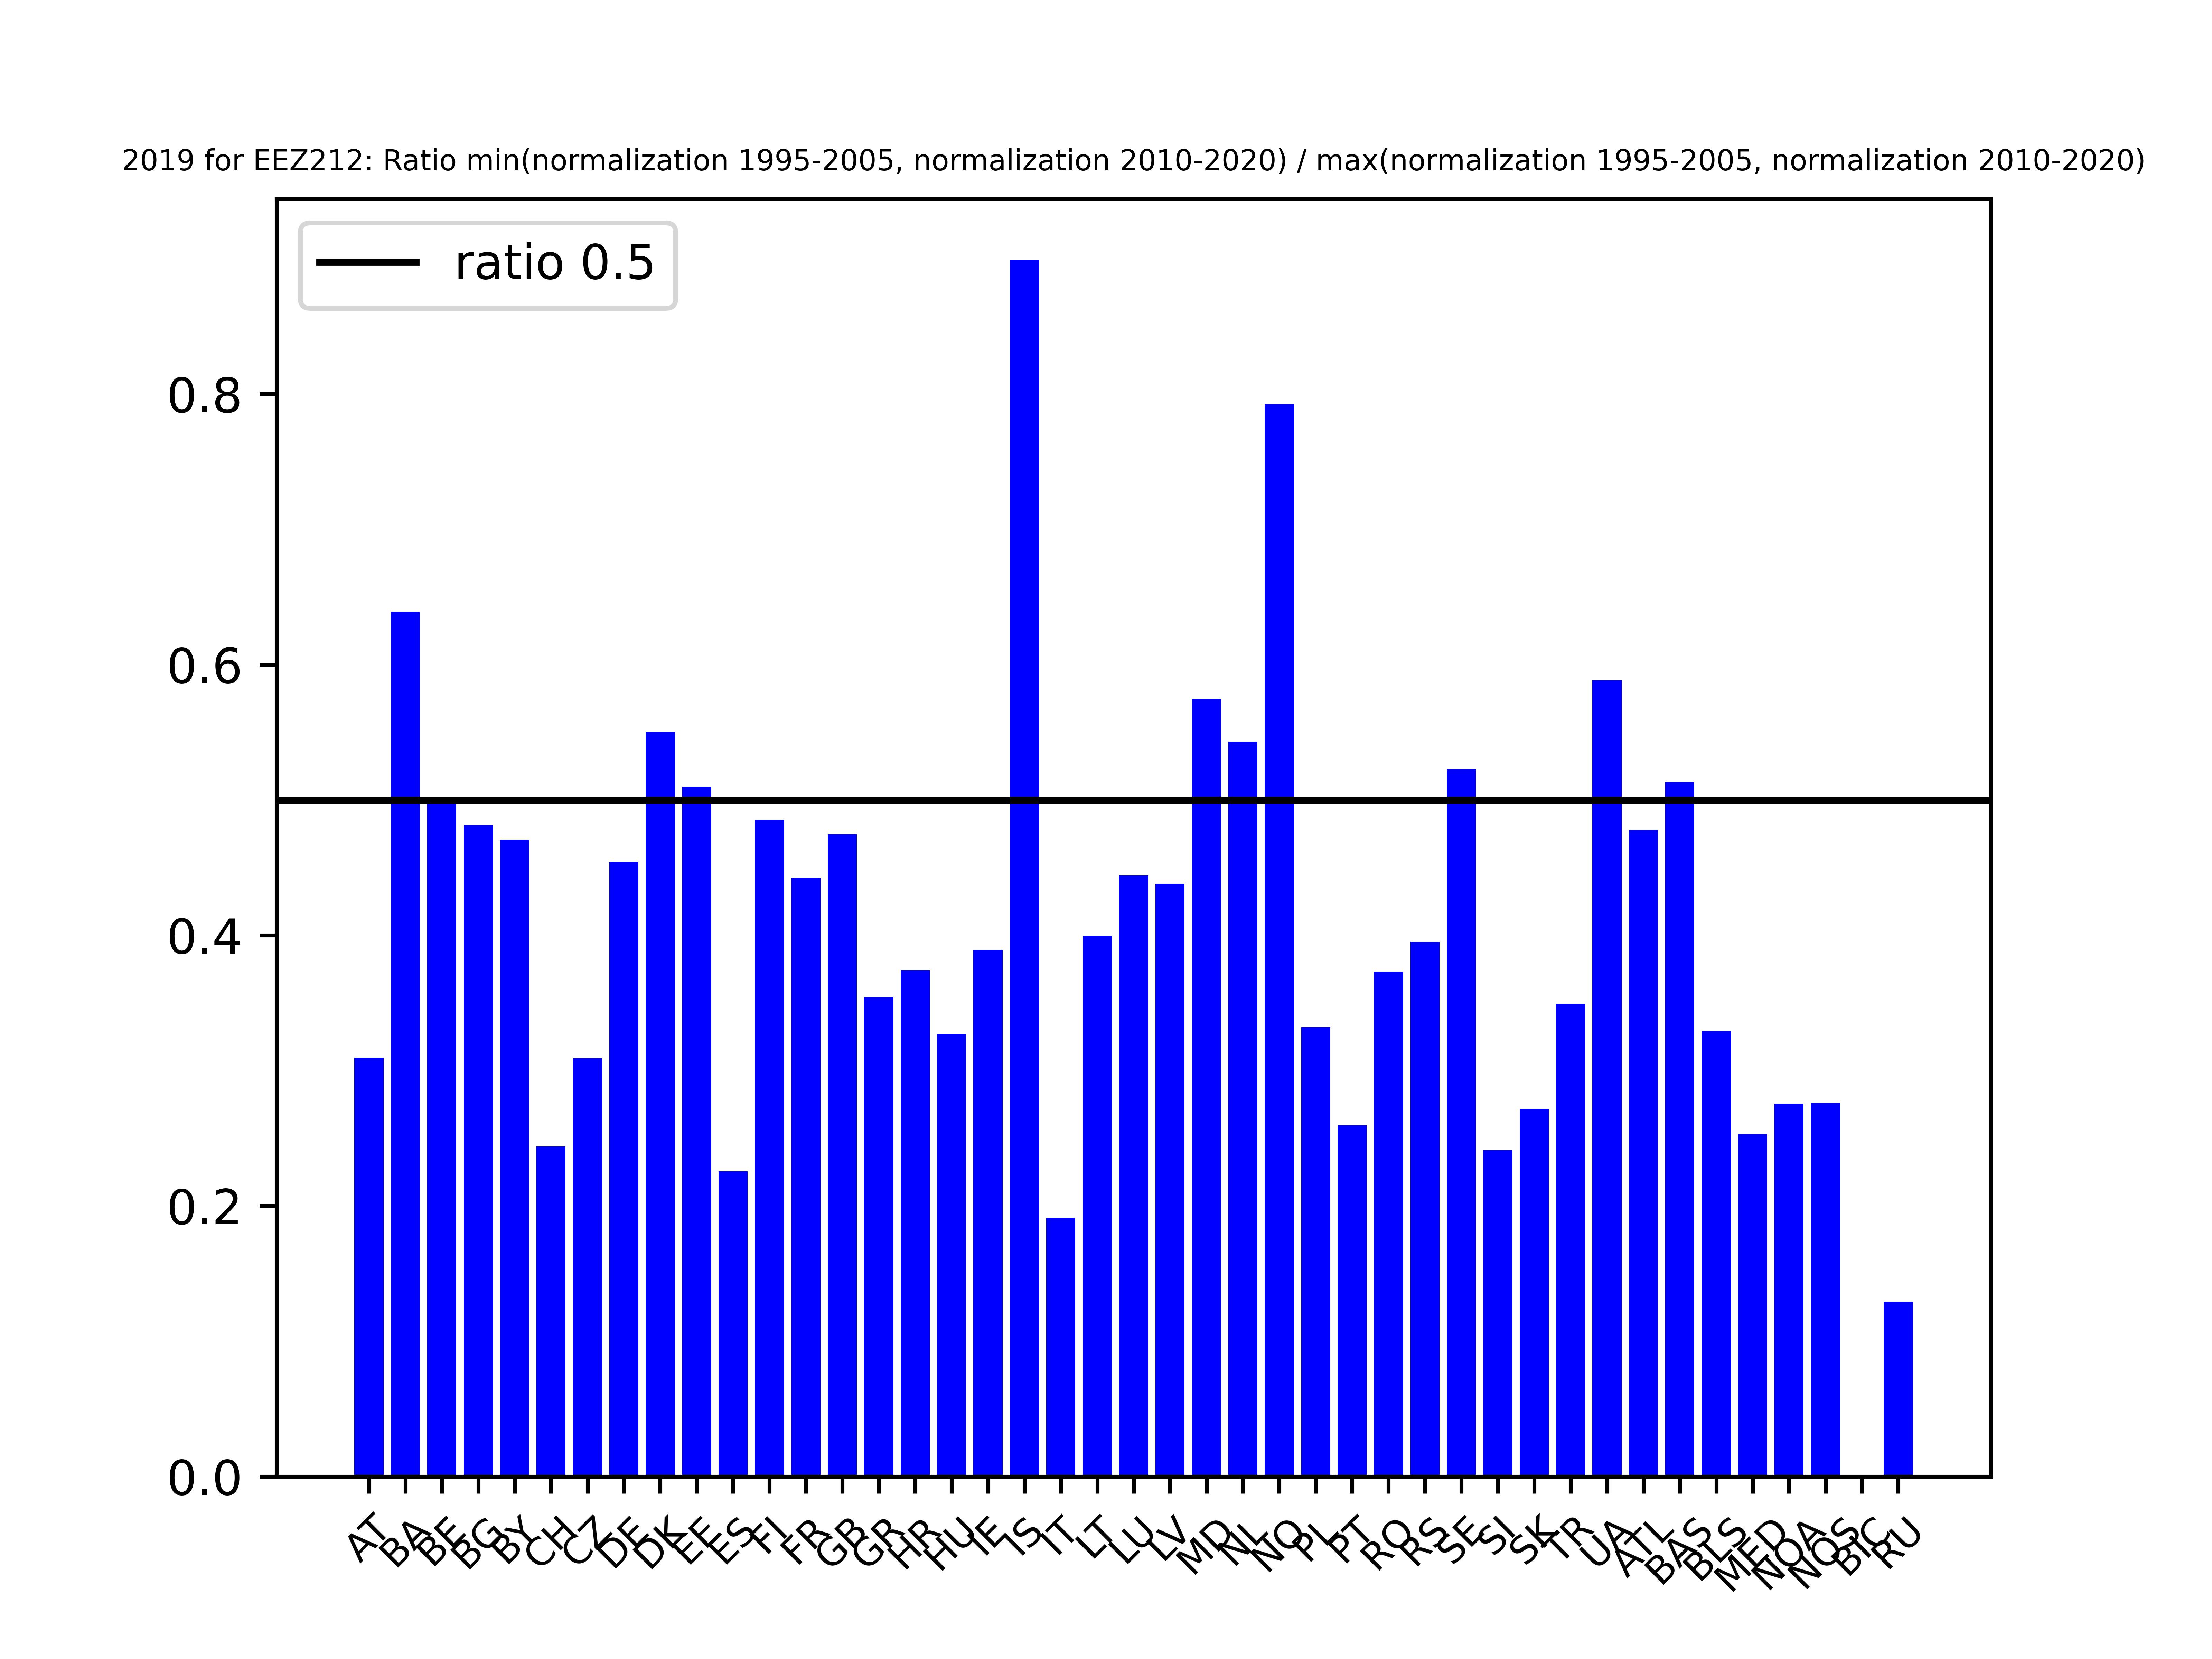 2019 for EEZ212: Ratio min(normalization 1995-2005, normalization 2010-2020) / max(normalization 1995-2005, normalization 2010-2020)
ratio 0.5
0.8
0.6
0.4
0.2
0.0
AT BA BE BG BY CH CZ DE DK EE ES FI FR GB GR HR HU IE IS IT LT LU LV MD NL NO PL PT RO RS SE SI SK TR UA ATL BAS BLS MED NOA NOS BIC RU